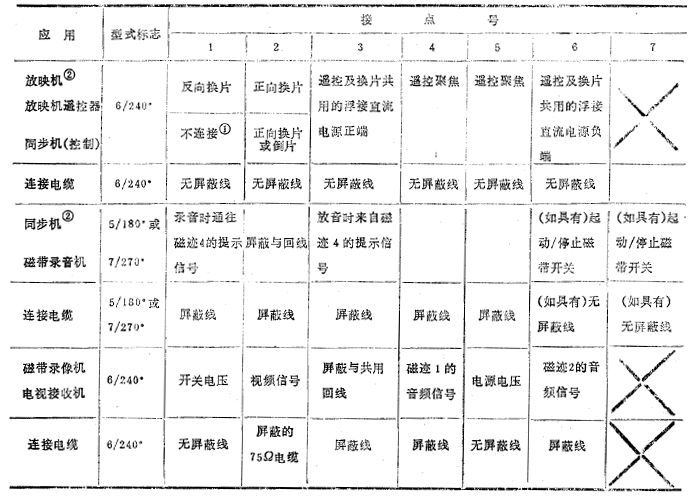 应用 型式标志 接点号
1 2 3 4 5 6 7
放映机② 反向换片 正向换片 遥控及换片共 遥控聚焦 遥控聚焦 遥控及换片
放映机遥控器 6/240° 用的浮接直流 共用的浮接
不连接① 正向换片 电源正端 直流电源负
同步机(控制) 或倒片 端
连接电缆 6/240° 无屏蔽线 无屏蔽线 无屏蔽线 无屏蔽线 无屏蔽线 无屏蔽线
同步机② 5/180°或 录音时通往 放音时来自磁 (如具有)起 (如具有)起
磁迹4的提示 屏蔽与回线 迹4的提示信 动/停止磁 动/停止磁
磁带录音机 7/270° 信号 号 带开关 带开关
连接电缆 5/180°或 屏蔽线 屏蔽线 屏蔽线 屏蔽线 屏蔽线 (如具有)无 (如具有)
7/270° 屏蔽线 无屏蔽线
磁带录像机 6/240° 开关电压 视频信号 屏蔽与共用 磁迹1的 电源电压 磁迹2的音
电视接收机 回线 音频信号 频信号
连接电缆 6/240° 无屏蔽线 屏蔽的 屏蔽线 屏蔽线 无屏蔽线 屏蔽线
75Ω电缆